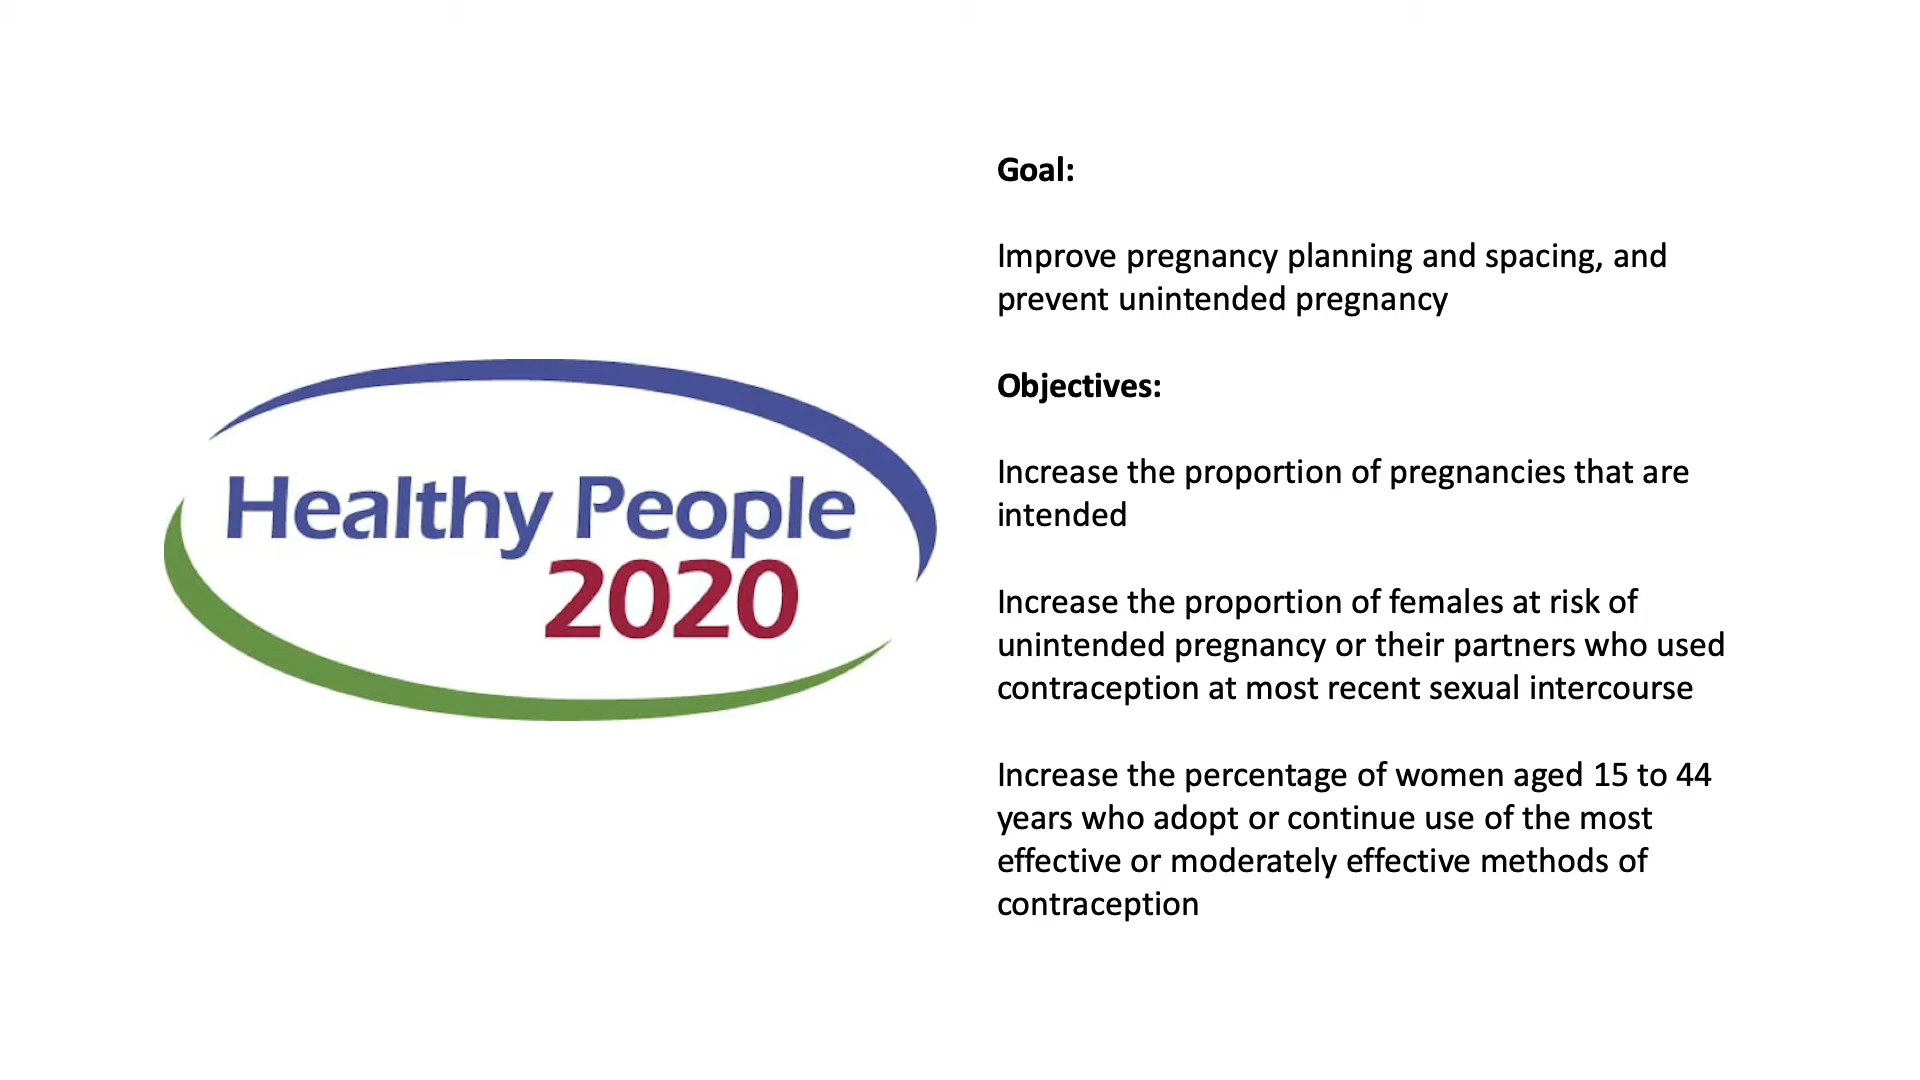 Healthy People
2020
Goal:
Improve pregnancy planning and spacing, and
prevent unintended pregnancy
Objectives:
Increase the proportion of pregnancies that are
intended
Increase the proportion of females at risk of
unintended pregnancy or their partners who used
contraception at most recent sexual intercourse
Increase the percentage of women aged 15 to 44
years who adopt or continue use of the most
effective or moderately effective methods of
contraception